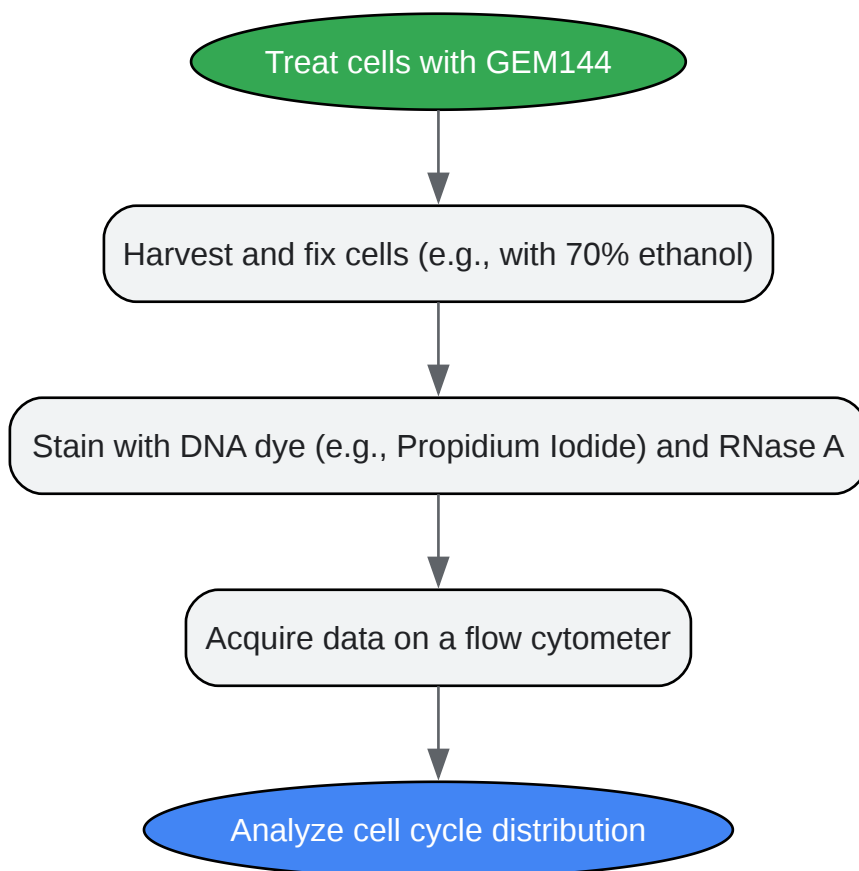 Treat cells with GEM144
Harvest and fix cells (e.g., with 70% ethanol)
Stain with DNA dye (e.g., Propidium Iodide) and RNase A
Acquire data on a flow cytometer
Analyze cell cycle distribution